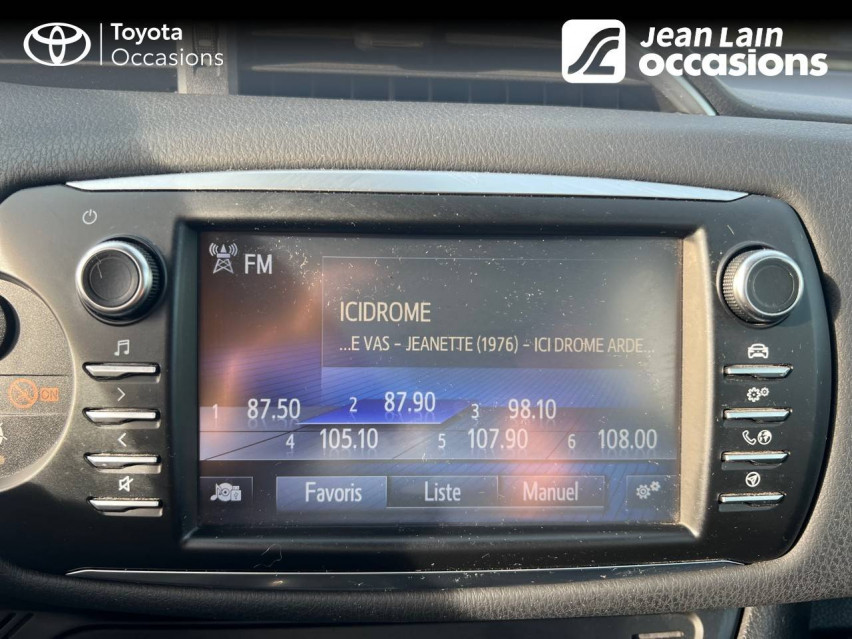 Toyota
Occasions
Jean Lain
occasions
FM
ICIDROME
...E VAS - JEANETTE (1976) - ICI DROME ARDE...
1 87.50 2 87.90 3 98.10
4 105.10 5 107.90 6 108.00
Favoris Liste Manuel